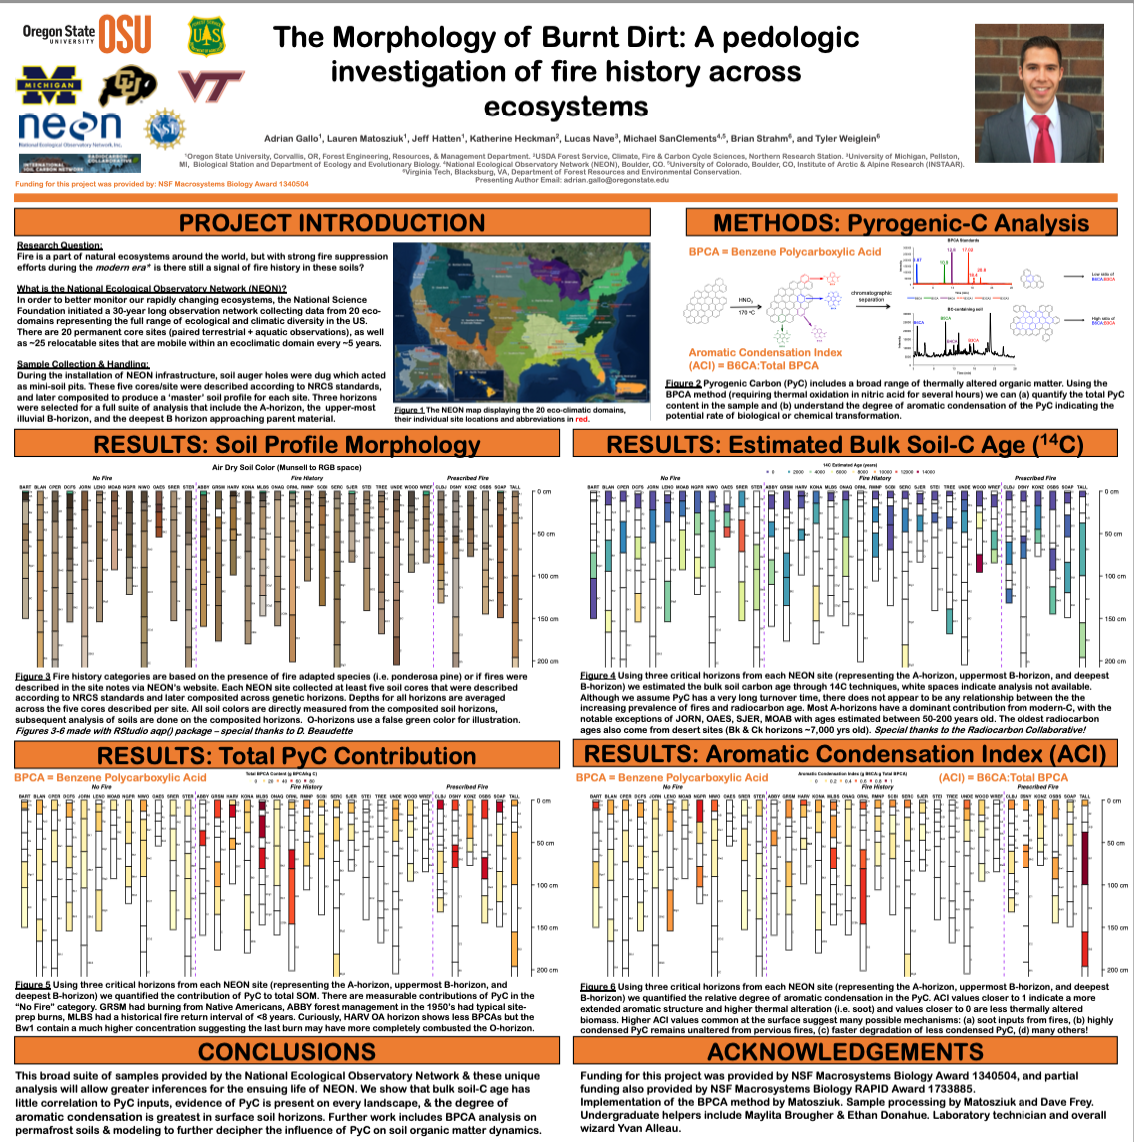 Oregon State
UNIVERSITY
OSU
UAS
MICHIGAN
CU
VT
neon
National Ecological Observatory Network, Inc.
NSF
INTERNATIONAL
SOIL CARBON NETWORK
RADIOCARBON
COLLABORATIVE
Funding for this project was provided by: NSF Macrosystems Biology Award 1340504
The Morphology of Burnt Dirt: A pedologic
investigation of fire history across
ecosystems
Adrian Gallo1, Lauren Matosziuk1, Jeff Hatten1, Katherine Heckman2, Lucas Nave3, Michael SanClements4,5, Brian Strahm6, and Tyler Weiglein6
1Oregon State University, Corvallis, OR, Forest Engineering, Resources, & Management Department. 2USDA Forest Service, Climate, Fire & Carbon Cycle Sciences, Northern Research Station. 3University of Michigan, Pellston,
MI, Biological Station and Department of Ecology and Evolutionary Biology. 4National Ecological Observatory Network (NEON), Boulder, CO. 5University of Colorado, Boulder, CO, Institute of Arctic & Alpine Research (INSTAAR).
6Virginia Tech, Blacksburg, VA, Department of Forest Resources and Environmental Conservation.
Presenting Author Email: adrian.gallo@oregonstate.edu
PROJECT INTRODUCTION
Research Question:
Fire is a part of natural ecosystems around the world, but with strong fire suppression
efforts during the modern era* is there still a signal of fire history in these soils?
What is the National Ecological Observatory Network (NEON)?
In order to better monitor our rapidly changing ecosystems, the National Science
Foundation initiated a 30-year long observation network collecting data from 20 eco-
domains representing the full range of ecological and climatic diversity in the US.
There are 20 permanent core sites (paired terrestrial + aquatic observations), as well
as ~25 relocatable sites that are mobile within an ecoclimatic domain every ~5 years.
Sample Collection & Handling:
During the installation of NEON infrastructure, soil auger holes were dug which acted
as mini-soil pits. These five cores/site were described according to NRCS standards,
and later composited to produce a 'master' soil profile for each site. Three horizons
were selected for a full suite of analysis that include the A-horizon, the upper-most
illuvial B-horizon, and the deepest B horizon approaching parent material.
Figure 1 The NEON map displaying the 20 eco-climatic domains,
their individual site locations and abbreviations in red.
METHODS: Pyrogenic-C Analysis
BPCA = Benzene Polycarboxylic Acid
HNO3
170 °C
chromatographic
separation
BPCA Standards
BC-containing soil
Low ratio of
B6CA:B3CA
High ratio of
B6CA:B3CA
Aromatic Condensation Index
(ACI) = B6CA:Total BPCA
Figure 2 Pyrogenic Carbon (PyC) includes a broad range of thermally altered organic matter. Using the
BPCA method (requiring thermal oxidation in nitric acid for several hours) we can (a) quantify the total PyC
content in the sample and (b) understand the degree of aromatic condensation of the PyC indicating the
potential rate of biological or chemical transformation.
RESULTS: Soil Profile Morphology
Air Dry Soil Color (Munsell to RGB space)
No Fire Fire History Prescribed Fire
BART BLAN CPER DCFS JORN LENO MOAB NGPR NIWO OAES SJER STER ABBY GRSM HARV KONA MLBS ONAQ ORNL RMNP SCBI SERC SJER STEI TREE UNDE WOOD WREF CLBJ DSNY KONZ OSBS SOAP TALL
0 cm
50 cm
100 cm
150 cm
200 cm
Figure 3 Fire history categories are based on the presence of fire adapted species (i.e. ponderosa pine) or if fires were
described in the site notes via NEON's website. Each NEON site collected at least five soil cores that were described
according to NRCS standards and later composited across genetic horizons. Depths for all horizons are averaged
across the five cores described per site. All soil colors are directly measured from the composited soil horizons,
subsequent analysis of soils are done on the composited horizons. O-horizons use a false green color for illustration.
Figures 3-6 made with RStudio aqp() package – special thanks to D. Beaudette
RESULTS: Estimated Bulk Soil-C Age (14C)
14C Estimated Age (years)
0 2000 4000 6000 8000 10000 12000 14000
No Fire Fire History Prescribed Fire
0 cm
50 cm
100 cm
150 cm
200 cm
Figure 4 Using three critical horizons from each NEON site (representing the A-horizon, uppermost B-horizon, and deepest
B-horizon) we estimated the bulk soil carbon age through 14C techniques, white spaces indicate analysis not available.
Although we assume PyC has a very long turnover time, there does not appear to be any relationship between the the
increasing prevalence of fires and radiocarbon age. Most A-horizons have a dominant contribution from modern-C, with the
notable exceptions of JORN, OAES, SJER, MOAB with ages estimated between 50-200 years old. The oldest radiocarbon
ages also come from desert sites (Bk & Ck horizons ~7,000 yrs old). Special thanks to the Radiocarbon Collaborative!
RESULTS: Total PyC Contribution
BPCA = Benzene Polycarboxylic Acid
Total BPCA Content (g BPCA/kg C)
0 20 40 60 80
No Fire Fire History Prescribed Fire
0 cm
50 cm
100 cm
150 cm
200 cm
Figure 5 Using three critical horizons from each NEON site (representing the A-horizon, uppermost B-horizon, and
deepest B-horizon) we quantified the contribution of PyC to total SOM. There are measurable contributions of PyC in the
"No Fire" category. GRSM had burning from Native Americans, ABBY forest management in the 1950's had typical site-
prep burns, MLBS had a historical fire return interval of <8 years. Curiously, HARV OA horizon shows less BPCAs but the
Bw1 contain a much higher concentration suggesting the last burn may have more completely combusted the O-horizon.
RESULTS: Aromatic Condensation Index (ACI)
BPCA = Benzene Polycarboxylic Acid
Aromatic Condensation Index (g B6CA:g Total BPCA)
0 0.2 0.4 0.6 0.8 1
(ACI) = B6CA:Total BPCA
No Fire Fire History Prescribed Fire
0 cm
50 cm
100 cm
150 cm
200 cm
Figure 6 Using three critical horizons from each NEON site (representing the A-horizon, uppermost B-horizon, and deepest
B-horizon) we quantified the relative degree of aromatic condensation in the PyC. ACI values closer to 1 indicate a more
extended aromatic structure and higher thermal alteration (i.e. soot) and values closer to 0 are less thermally altered
biomass. Higher ACI values common at the surface suggest many possible mechanisms: (a) soot inputs from fires, (b) highly
condensed PyC remains unaltered from pervious fires, (c) faster degradation of less condensed PyC, (d) many others!
CONCLUSIONS
This broad suite of samples provided by the National Ecological Observatory Network & these unique
analysis will allow greater inferences for the ensuing life of NEON. We show that bulk soil-C age has
little correlation to PyC inputs, evidence of PyC is present on every landscape, & the degree of
aromatic condensation is greatest in surface soil horizons. Further work includes BPCA analysis on
permafrost soils & modeling to further decipher the influence of PyC on soil organic matter dynamics.
ACKNOWLEDGEMENTS
Funding for this project was provided by NSF Macrosystems Biology Award 1340504, and partial
funding also provided by NSF Macrosystems Biology RAPID Award 1733885.
Implementation of the BPCA method by Matosziuk. Sample processing by Matosziuk and Dave Frey.
Undergraduate helpers include Maylita Brougher & Ethan Donahue. Laboratory technician and overall
wizard Yvan Alleau.